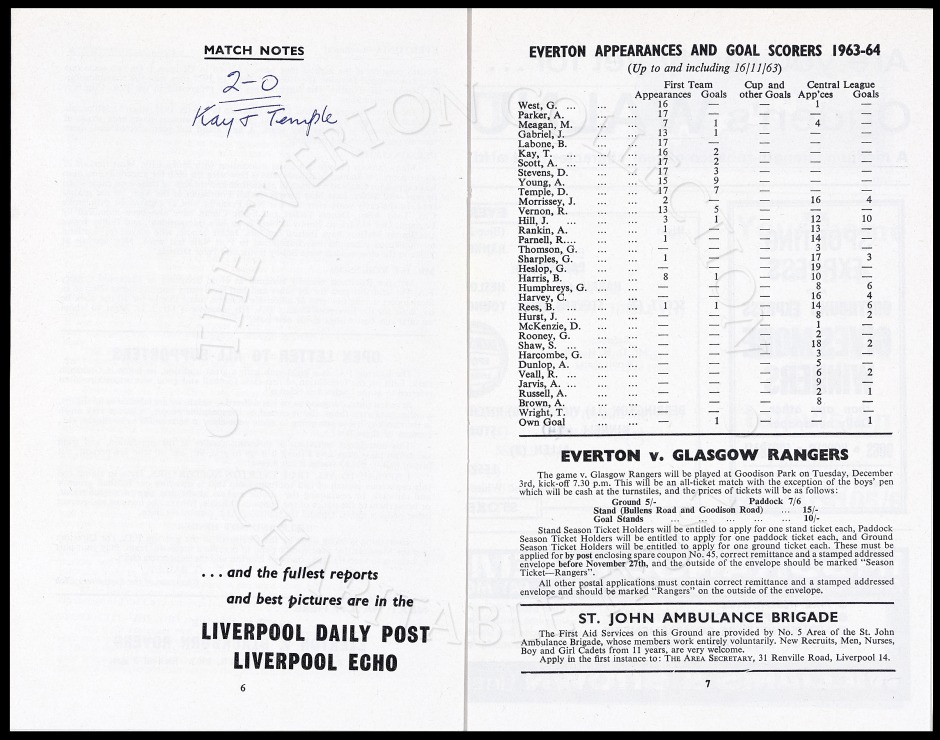 MATCH NOTES
2-0
Kay & Temple
... and the fullest reports
and best pictures are in the
LIVERPOOL DAILY POST
LIVERPOOL ECHO
6
EVERTON APPEARANCES AND GOAL SCORERS 1963-64
(Up to and including 16/11/63)
First Team Cup and Central League
Appearances Goals other Goals App'ces Goals
West, G. ... ... ... 16 — — 1 —
Parker, A. ... ... 17 — — — —
Meagan, M. ... ... 7 1 — 4 —
Gabriel, J. ... ... 13 1 — — —
Labone, B. ... ... 17 — — — —
Kay, T. ... ... ... 16 2 — — —
Scott, A. ... ... ... 17 2 — — —
Stevens, D. ... ... 17 3 — — —
Young, A. ... ... 15 9 — — —
Temple, D. ... ... 17 7 — — —
Morrissey, J. ... ... 2 — — 16 4
Vernon, R. ... ... 13 5 — — —
Hill, J. ... ... ... 3 1 — 12 10
Rankin, A. ... ... 1 — — 13 —
Parnell, R.... ... ... 1 — — 14 —
Thomson, G. ... ... — — — 3 —
Sharples, G. ... ... 1 — — 17 3
Heslop, G. ... ... — — — 19 —
Harris, B. ... ... ... 8 1 — 10 —
Humphreys, G. ... ... — — — 8 6
Harvey, C. ... ... — — — 16 4
Rees, B. ... ... ... 1 1 — 14 6
Hurst, J. ... ... ... — — — 8 2
McKenzie, D. ... ... — — — 1 —
Rooney, G. ... ... — — — 2 —
Shaw, S. ... ... ... — — — 18 2
Harcombe, G. ... ... — — — 3 —
Dunlop, A. ... ... — — — 5 —
Veall, R. ... ... ... — — — 6 2
Jarvis, A. ... ... ... — — — 9 —
Russell, A. ... ... — — — 2 1
Brown, A. ... ... — — — 8 —
Wright, T. ... ... — — — — —
Own Goal ... ... — 1 — — 1
EVERTON v. GLASGOW RANGERS
The game v. Glasgow Rangers will be played at Goodison Park on Tuesday, December
3rd, kick-off 7.30 p.m. This will be an all-ticket match with the exception of the boys' pen
which will be cash at the turnstiles, and the prices of tickets will be as follows:
Ground 5/- Paddock 7/6
Stand (Bullens Road and Goodison Road) ... 15/-
Goal Stands ... ... ... ... ... 10/-
Stand Season Ticket Holders will be entitled to apply for one stand ticket each, Paddock
Season Ticket Holders will be entitled to apply for one paddock ticket each, and Ground
Season Ticket Holders will be entitled to apply for one ground ticket each. These must be
applied for by post enclosing spare coupon No. 45, correct remittance and a stamped addressed
envelope before November 27th, and the outside of the envelope should be marked "Season
Ticket—Rangers".
All other postal applications must contain correct remittance and a stamped addressed
envelope and should be marked "Rangers" on the outside of the envelope.
ST. JOHN AMBULANCE BRIGADE
The First Aid Services on this Ground are provided by No. 5 Area of the St. John
Ambulance Brigade, whose members work entirely voluntarily. New Recruits, Men, Nurses,
Boy and Girl Cadets from 11 years, are very welcome.
Apply in the first instance to: THE AREA SECRETARY, 31 Renville Road, Liverpool 14.
7
© THE EVERTON COLLECTION
CHARITABLE